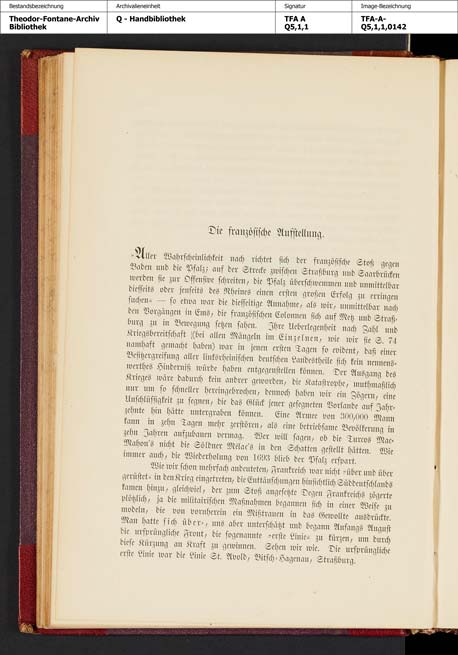 Bestandsbezeichnung
Archivalieneinheit
Signatur
Image-Bezeichnung
Theodor-Fontane-Archiv
Bibliothek
Q - Handbibliothek
TFA A
Q5,1,1
TFA-A-
Q5,1,1,0142
Die französische Aufstellung.
»Aller Wahrscheinlichkeit nach richtet sich der französische Stoß gegen
Baden und die Pfalz; auf der Strecke zwischen Straßburg und Saarbrücken
werden sie zur Offensive schreiten, die Pfalz überschwemmen und unmittelbar
diesseits oder jenseits des Rheines einen ersten großen Erfolg zu erringen
suchen« — so etwa war die diesseitige Annahme, als wir, unmittelbar nach
den Vorgängen in Ems, die französischen Colonnen sich auf Metz und Straß-
burg zu in Bewegung setzen sahen. Ihre Ueberlegenheit nach Zahl und
Kriegsbereitschaft (bei allen Mängeln im Einzelnen, wie wir sie S. 74
namhaft gemacht haben) war in jenen ersten Tagen so evident, daß einer
Besitzergreifung aller linksrheinischen deutschen Landestheile sich kein nennens-
werthes Hinderniß würde haben entgegenstellen können. Der Ausgang des
Krieges wäre dadurch kein andrer geworden, die Katastrophe, muthmaßlich
nur um so schneller hereingebrochen, dennoch haben wir ein Zögern, eine
Unschlüssigkeit zu segnen, die das Glück jener gesegneten Vorlande auf Jahr-
zehnte hin hätte untergraben können. Eine Armee von 300,000 Mann
kann in zehn Tagen mehr zerstören, als eine betriebsame Bevölkerung in
zehn Jahren aufzubauen vermag. Wer will sagen, ob die Turcos Mac-
Mahon's nicht die Söldner Mélac's in den Schatten gestellt hätten. Wie
immer auch, die Wiederholung von 1693 blieb der Pfalz erspart.
Wie wir schon mehrfach andeuteten, Frankreich war nicht »über und über
gerüstet« in den Krieg eingetreten, die Enttäuschungen hinsichtlich Süddeutschlands
kamen hinzu, gleichviel, der zum Stoß angesetzte Degen Frankreichs zögerte
plötzlich, ja die militairischen Maßnahmen begannen sich in einer Weise zu
modeln, die von vornherein ein Mißtrauen in das Gewollte ausdrückte.
Man hatte sich über-, uns aber unterschätzt und begann Anfangs August
die ursprüngliche Front, die sogenannte »erste Linie« zu kürzen, um durch
diese Kürzung an Kraft zu gewinnen. Sehen wir wie. Die ursprüngliche
erste Linie war die Linie St. Avold, Bitsch-Hagenau, Straßburg.